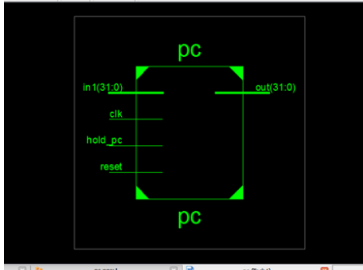 pc
in1(31:0)
out(31:0)
clk
hold_pc
reset
pc